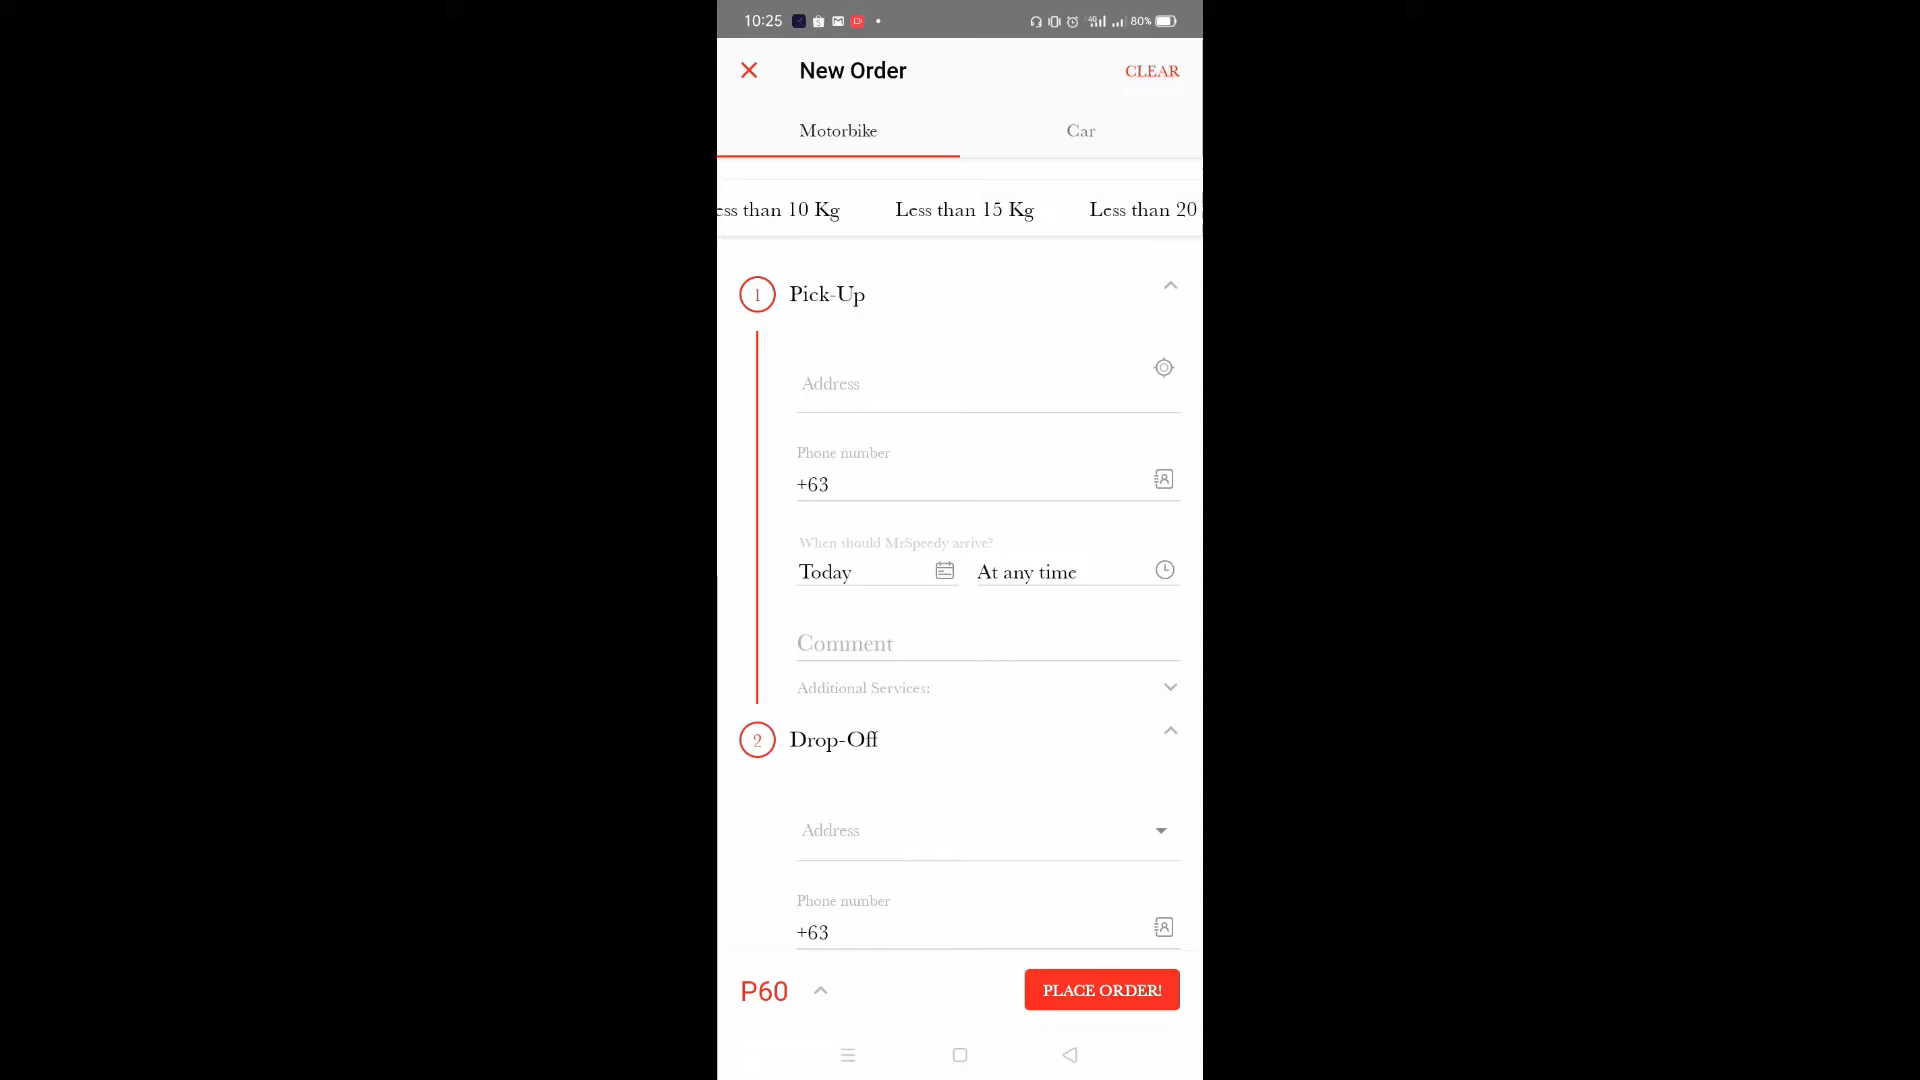 10:25 4G 80%
New Order CLEAR
Motorbike Car
ess than 10 Kg Less than 15 Kg Less than 20
1 Pick-Up
Address
Phone number
+63
When should MrSpeedy arrive?
Today At any time
Comment
Additional Services:
2 Drop-Off
Address
Phone number
+63
P60 PLACE ORDER!